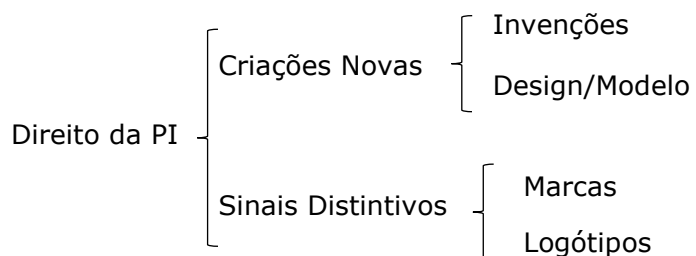 Invenções
Criações Novas
Design/Modelo
Direito da PI
Marcas
Sinais Distintivos
Logótipos